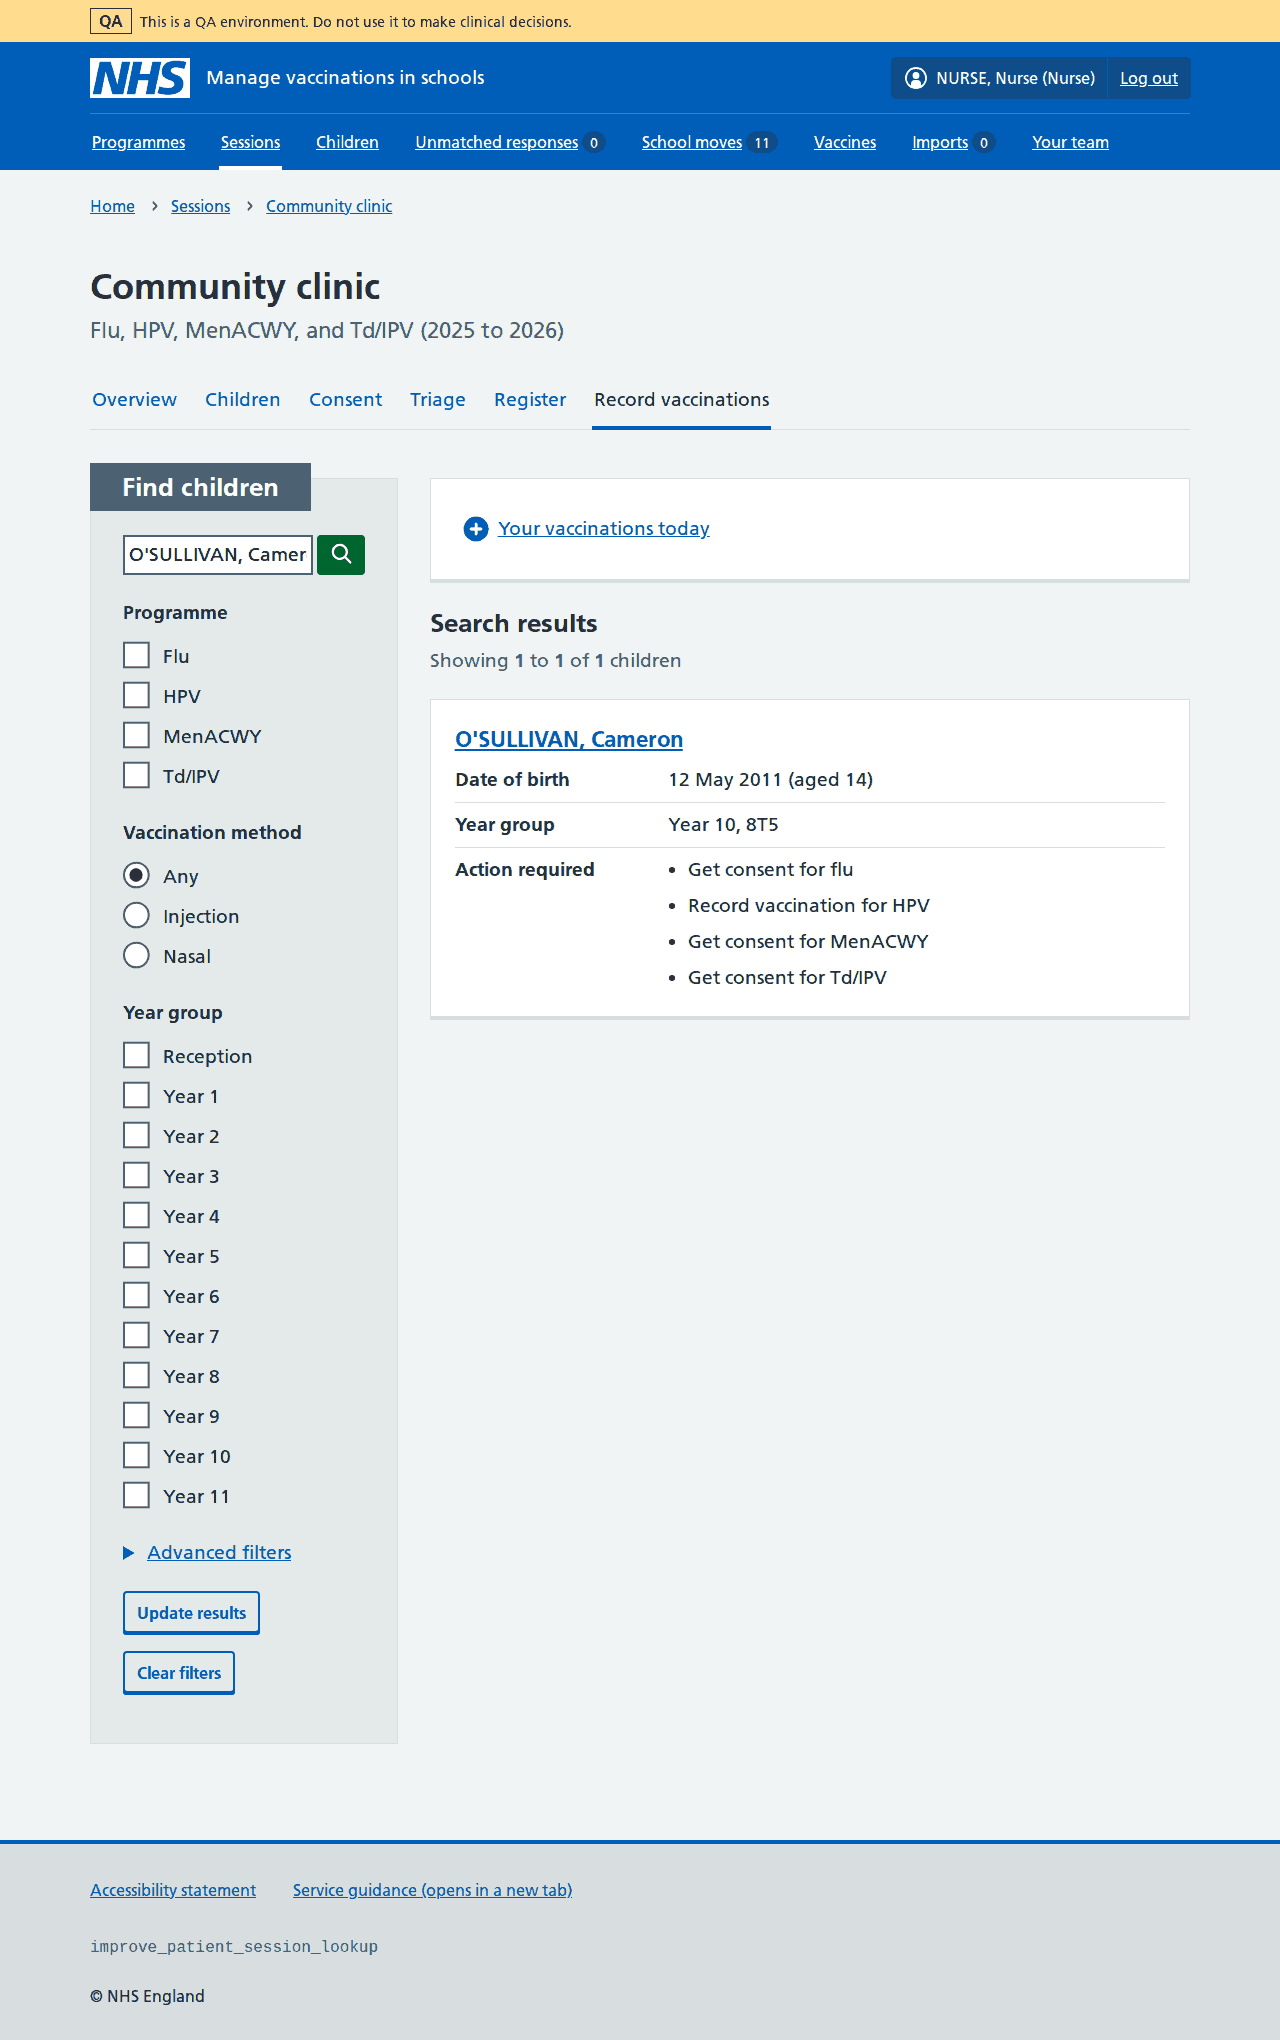 QA This is a QA environment. Do not use it to make clinical decisions.
NHS Manage vaccinations in schools NURSE, Nurse (Nurse) Log out
Programmes Sessions Children Unmatched responses 0 School moves 11 Vaccines Imports 0 Your team
Home Sessions Community clinic
Community clinic
Flu, HPV, MenACWY, and Td/IPV (2025 to 2026)
Overview Children Consent Triage Register Record vaccinations
Find children
O'SULLIVAN, Camer
Programme
Flu
HPV
MenACWY
Td/IPV
Vaccination method
Any
Injection
Nasal
Year group
Reception
Year 1
Year 2
Year 3
Year 4
Year 5
Year 6
Year 7
Year 8
Year 9
Year 10
Year 11
Advanced filters
Update results
Clear filters
Your vaccinations today
Search results
Showing 1 to 1 of 1 children
O'SULLIVAN, Cameron
Date of birth 12 May 2011 (aged 14)
Year group Year 10, 8T5
Action required
Get consent for flu
Record vaccination for HPV
Get consent for MenACWY
Get consent for Td/IPV
Accessibility statement Service guidance (opens in a new tab)
improve_patient_session_lookup
© NHS England